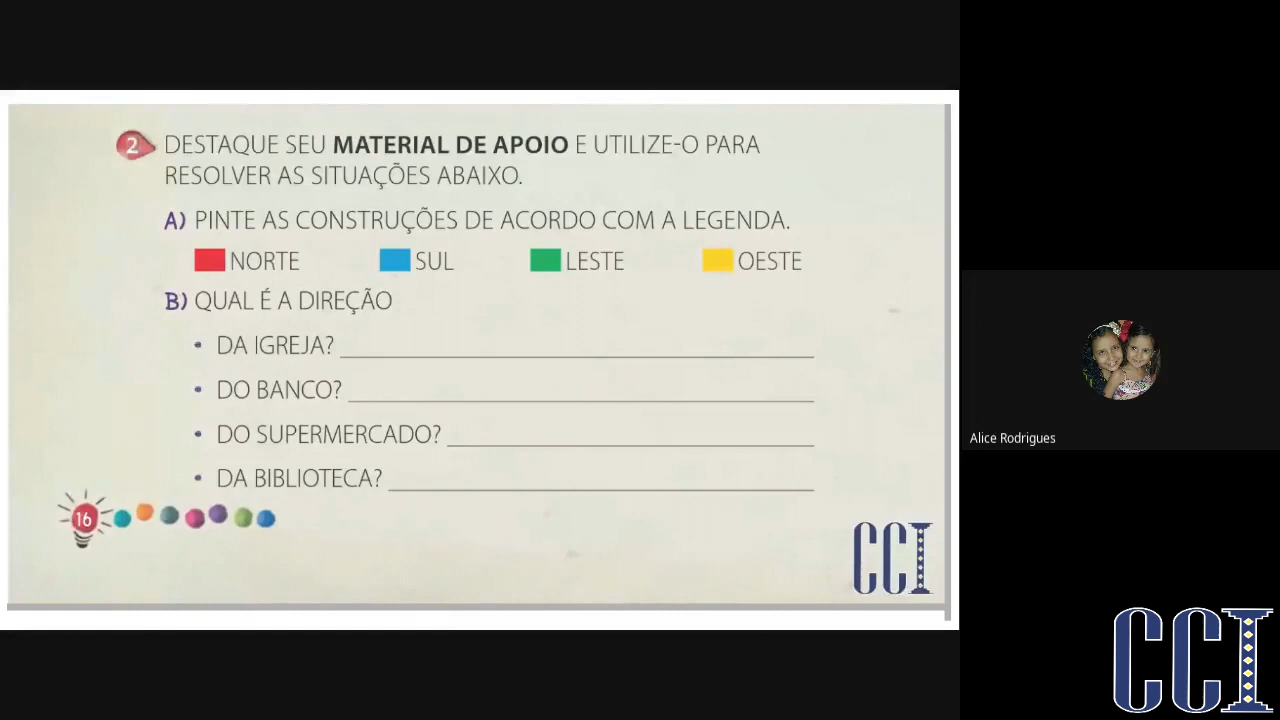 2 DESTAQUE SEU MATERIAL DE APOIO E UTILIZE-O PARA
RESOLVER AS SITUAÇÕES ABAIXO.
A) PINTE AS CONSTRUÇÕES DE ACORDO COM A LEGENDA.
NORTE SUL LESTE OESTE
B) QUAL É A DIREÇÃO
• DA IGREJA?
• DO BANCO?
• DO SUPERMERCADO?
• DA BIBLIOTECA?
16
CCI
Alice Rodrigues
CCI